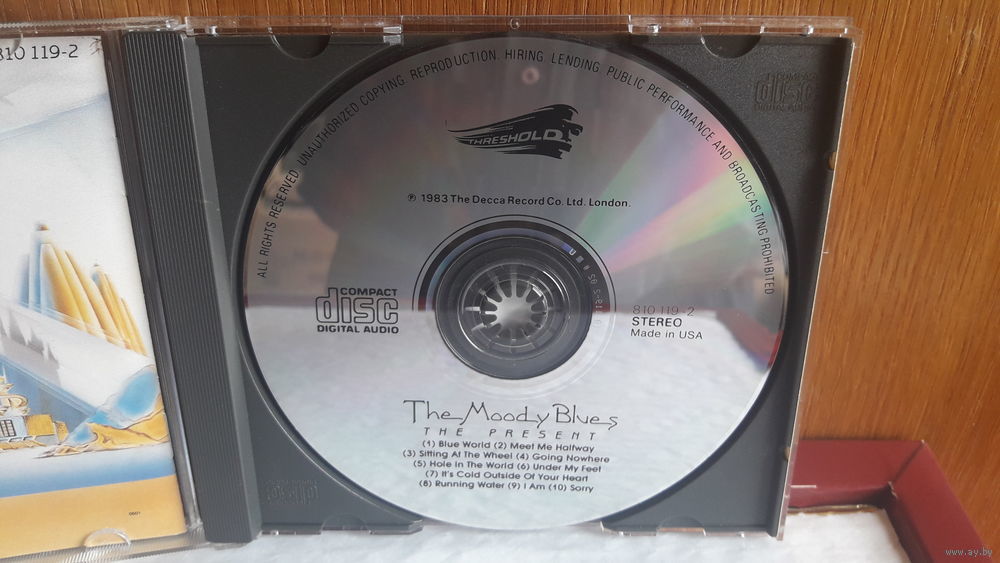 810 119-2
COMPACT
disc
DIGITAL AUDIO
ALL RIGHTS RESERVED. UNAUTHORIZED COPYING, REPRODUCTION, HIRING, LENDING, PUBLIC PERFORMANCE AND BROADCASTING PROHIBITED
THRESHOLD
℗ 1983 The Decca Record Co. Ltd. London.
COMPACT
disc
DIGITAL AUDIO
810 119-2
STEREO
Made in USA
The Moody Blues
THE PRESENT
(1) Blue World (2) Meet Me Halfway
(3) Sitting At The Wheel (4) Going Nowhere
(5) Hole In The World (6) Under My Feet
(7) It's Cold Outside Of Your Heart
(8) Running Water (9) I Am (10) Sorry
www.ay.by